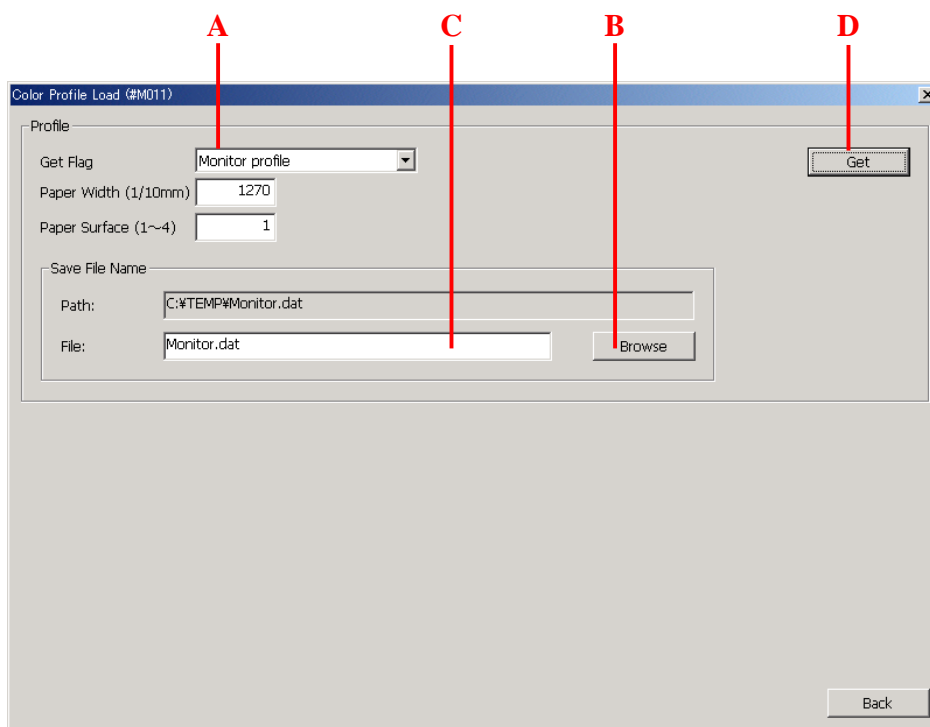 A C B D
Color Profile Load (#M011)
Profile
Get Flag Monitor profile Get
Paper Width (1/10mm) 1270
Paper Surface (1～4) 1
Save File Name
Path: C:¥TEMP¥Monitor.dat
File: Monitor.dat Browse
Back